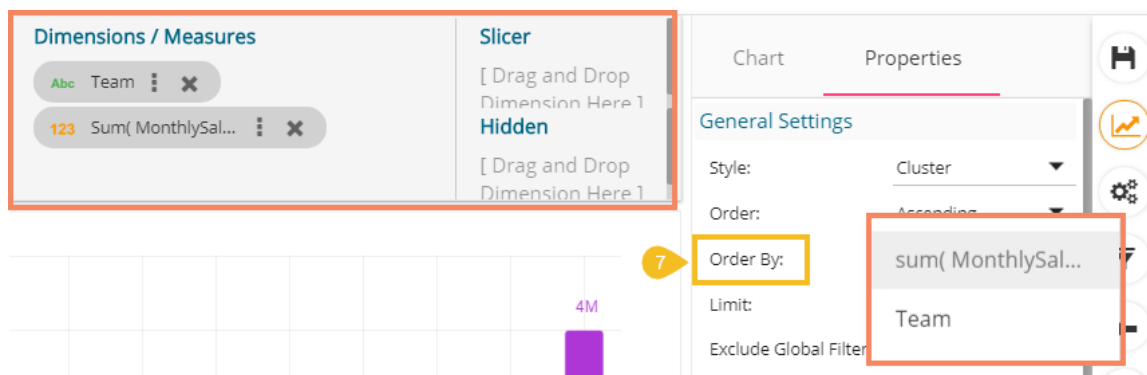 Dimensions / Measures
Abc Team
123 Sum( MonthlySal...
Slicer
[ Drag and Drop
Dimension Here ]
Hidden
[ Drag and Drop
Dimension Here ]
Chart Properties
General Settings
Style: Cluster
Order: Ascending
7 Order By:
sum( MonthlySal...
Limit:
Team
Exclude Global Filter
4M